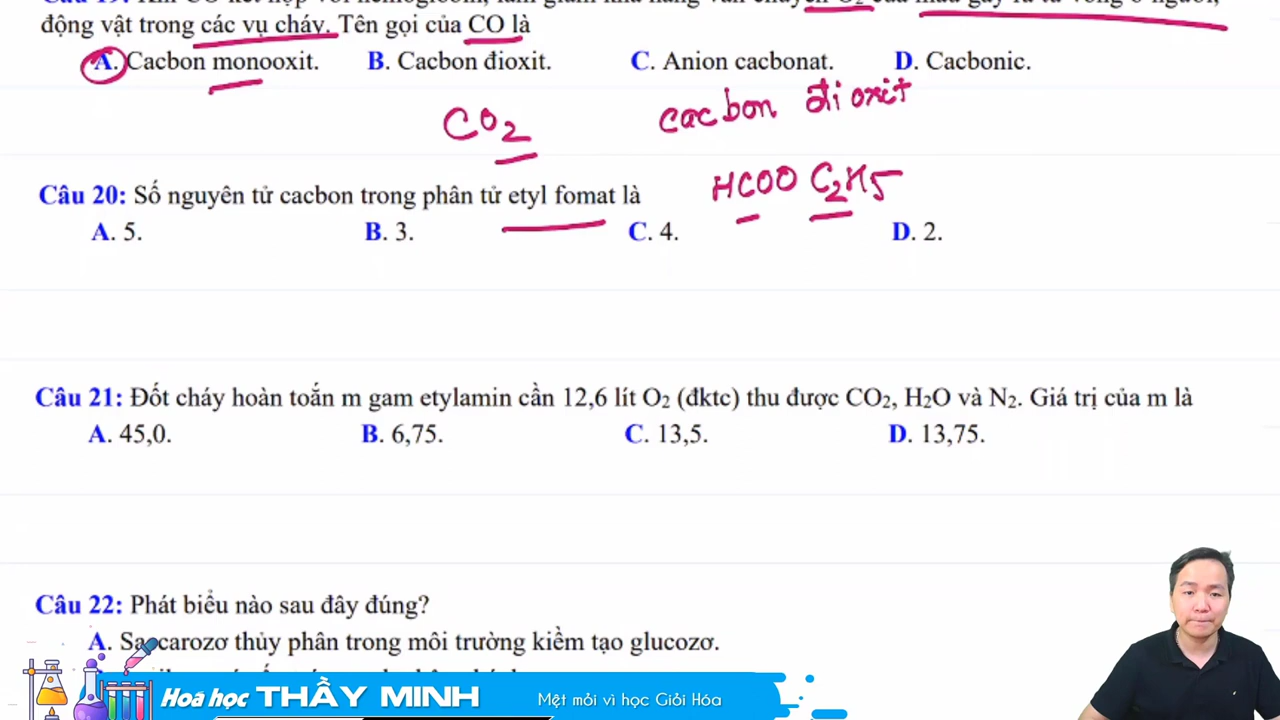 động vật trong các vụ cháy. Tên gọi của CO là
A. Cacbon monooxit. B. Cacbon đioxit. C. Anion cacbonat. D. Cacbonic.
CO2 cacbon đi oxit
HCOO C2H5
Câu 20: Số nguyên tử cacbon trong phân tử etyl fomat là
A. 5. B. 3. C. 4. D. 2.
Câu 21: Đốt cháy hoàn toằn m gam etylamin cần 12,6 lít O2 (đktc) thu được CO2, H2O và N2. Giá trị của m là
A. 45,0. B. 6,75. C. 13,5. D. 13,75.
Câu 22: Phát biểu nào sau đây đúng?
A. Saccarozơ thủy phân trong môi trường kiềm tạo glucozơ.
Hoá học THẦY MINH Mệt mỏi vì học Giỏi Hóa